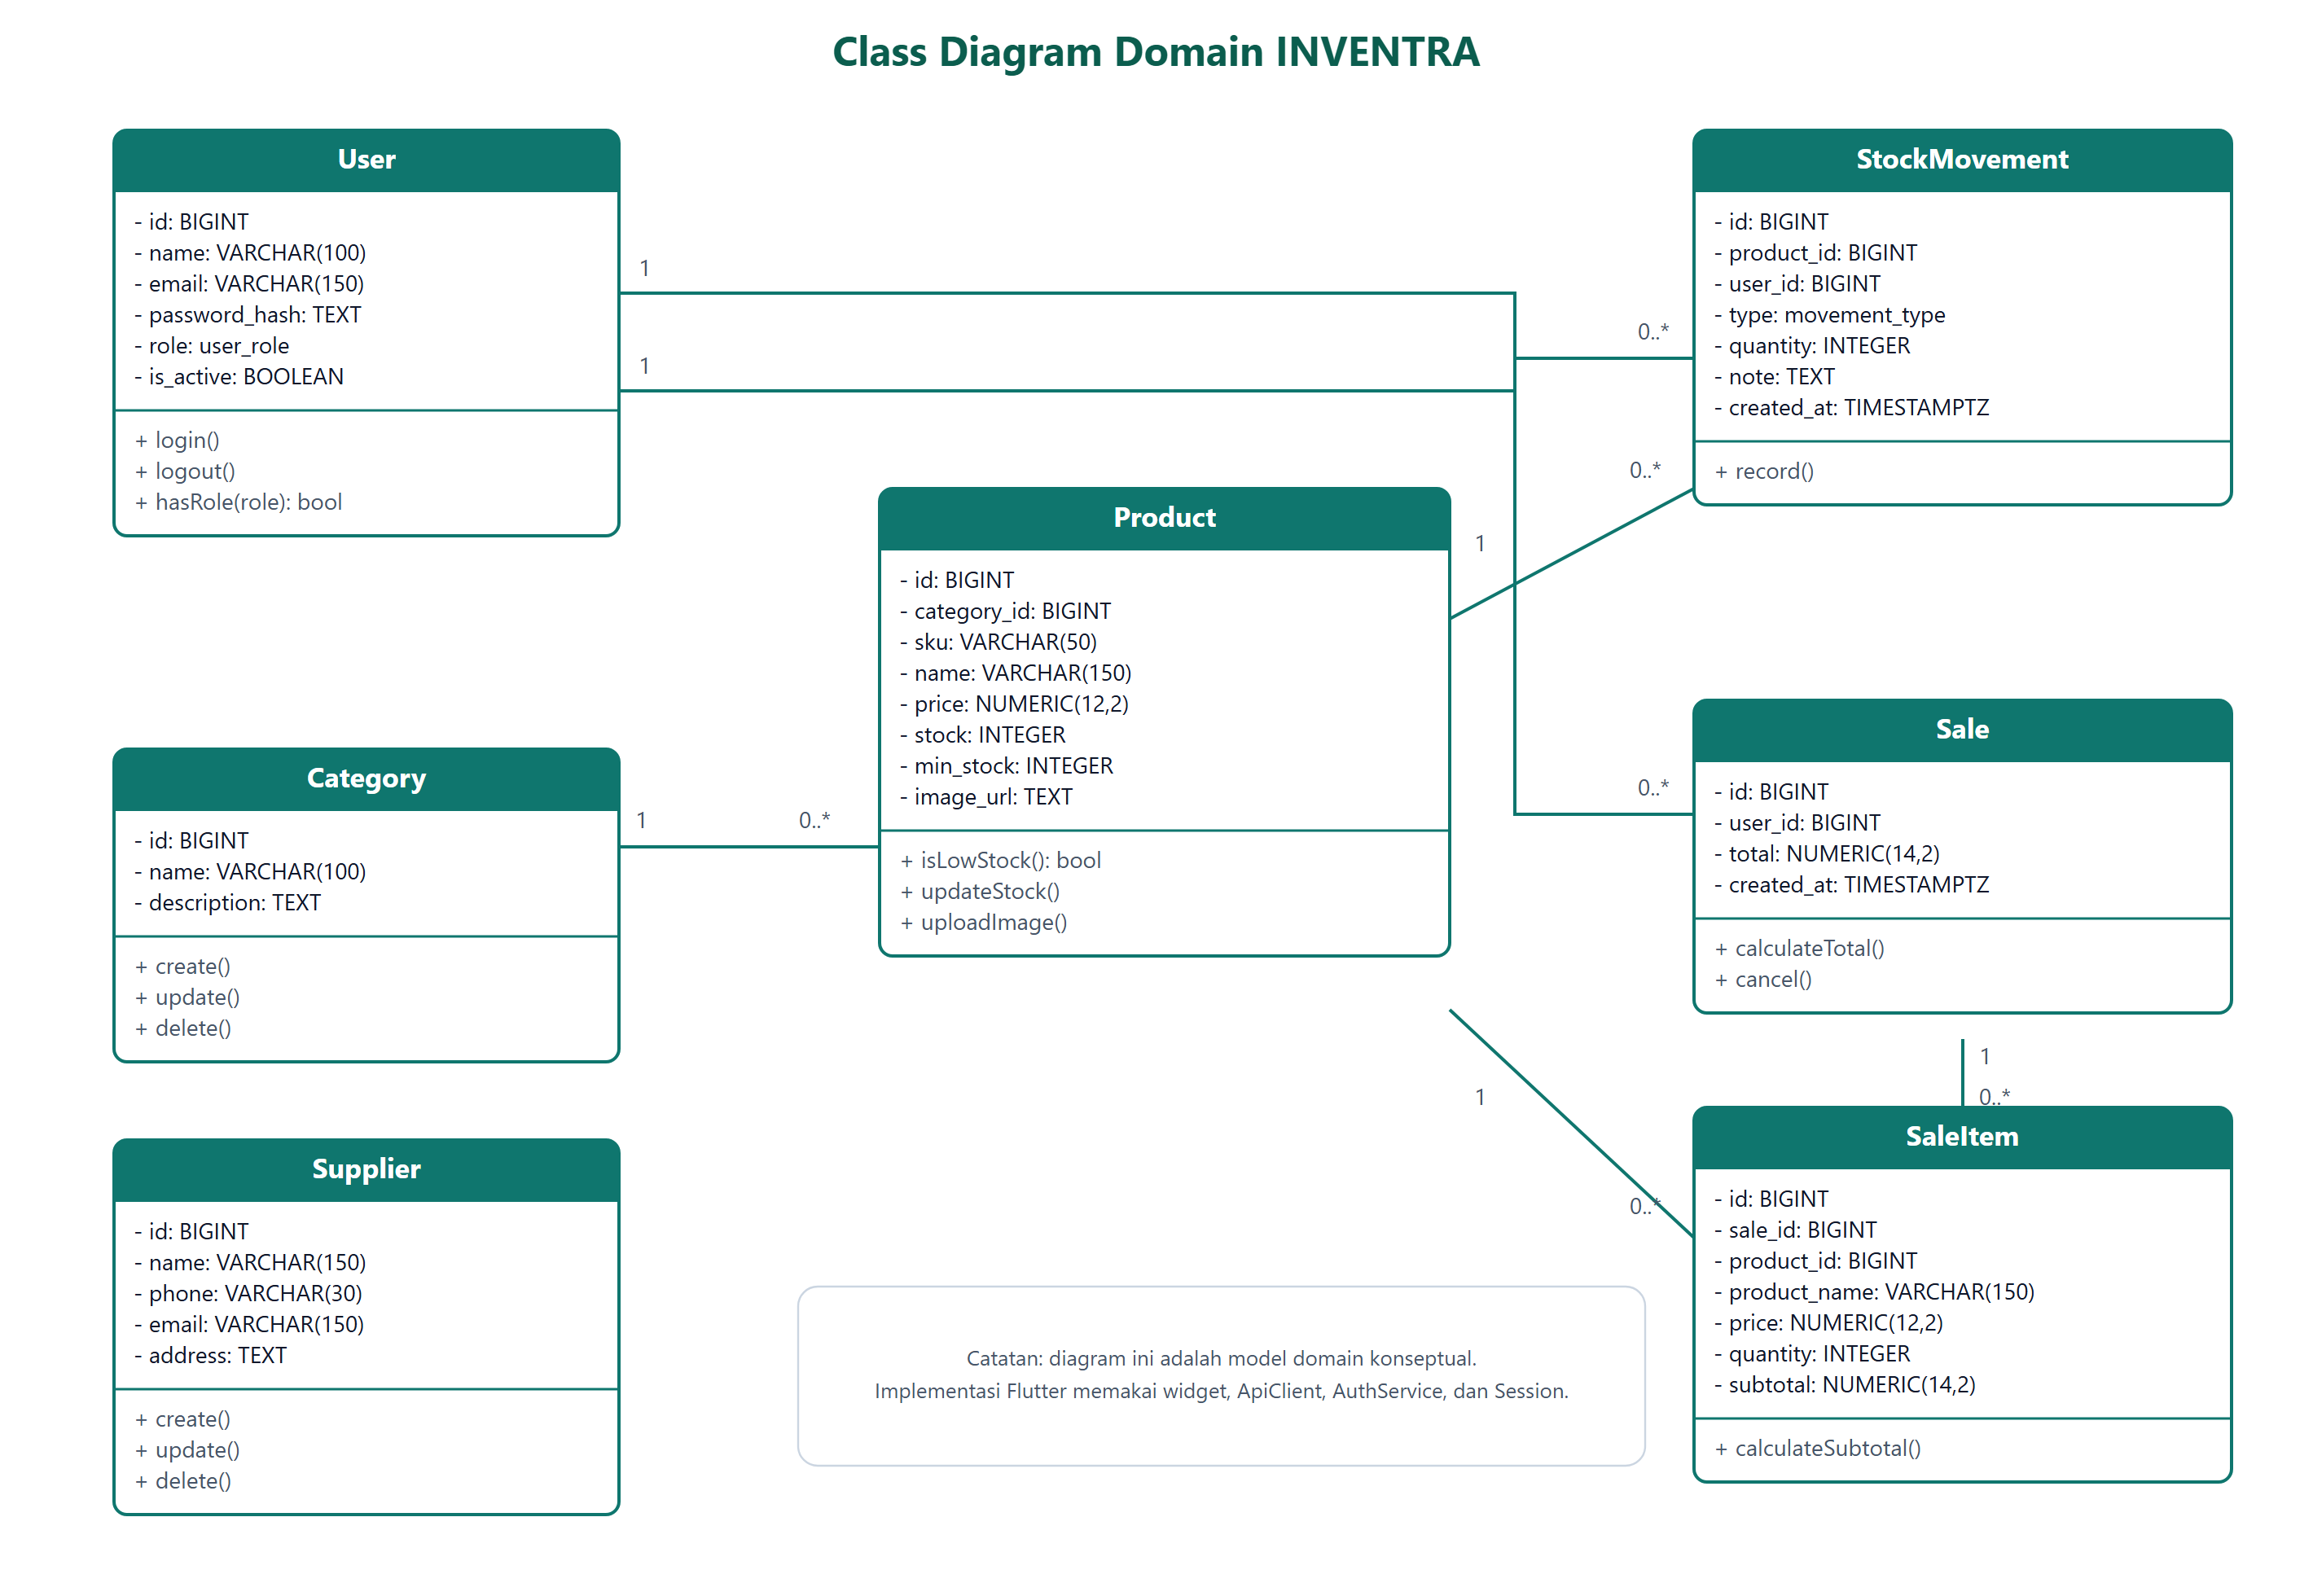 Class Diagram Domain INVENTRA
User
- id: BIGINT
- name: VARCHAR(100)
- email: VARCHAR(150)
- password_hash: TEXT
- role: user_role
- is_active: BOOLEAN
+ login()
+ logout()
+ hasRole(role): bool
1
1
StockMovement
- id: BIGINT
- product_id: BIGINT
- user_id: BIGINT
- type: movement_type
- quantity: INTEGER
- note: TEXT
- created_at: TIMESTAMPTZ
+ record()
0..*
0..*
1
Product
- id: BIGINT
- category_id: BIGINT
- sku: VARCHAR(50)
- name: VARCHAR(150)
- price: NUMERIC(12,2)
- stock: INTEGER
- min_stock: INTEGER
- image_url: TEXT
+ isLowStock(): bool
+ updateStock()
+ uploadImage()
Category
- id: BIGINT
- name: VARCHAR(100)
- description: TEXT
+ create()
+ update()
+ delete()
1
0..*
Sale
- id: BIGINT
- user_id: BIGINT
- total: NUMERIC(14,2)
- created_at: TIMESTAMPTZ
+ calculateTotal()
+ cancel()
0..*
1
0..*
1
0..*
Supplier
- id: BIGINT
- name: VARCHAR(150)
- phone: VARCHAR(30)
- email: VARCHAR(150)
- address: TEXT
+ create()
+ update()
+ delete()
SaleItem
- id: BIGINT
- sale_id: BIGINT
- product_id: BIGINT
- product_name: VARCHAR(150)
- price: NUMERIC(12,2)
- quantity: INTEGER
- subtotal: NUMERIC(14,2)
+ calculateSubtotal()
Catatan: diagram ini adalah model domain konseptual.
Implementasi Flutter memakai widget, ApiClient, AuthService, dan Session.